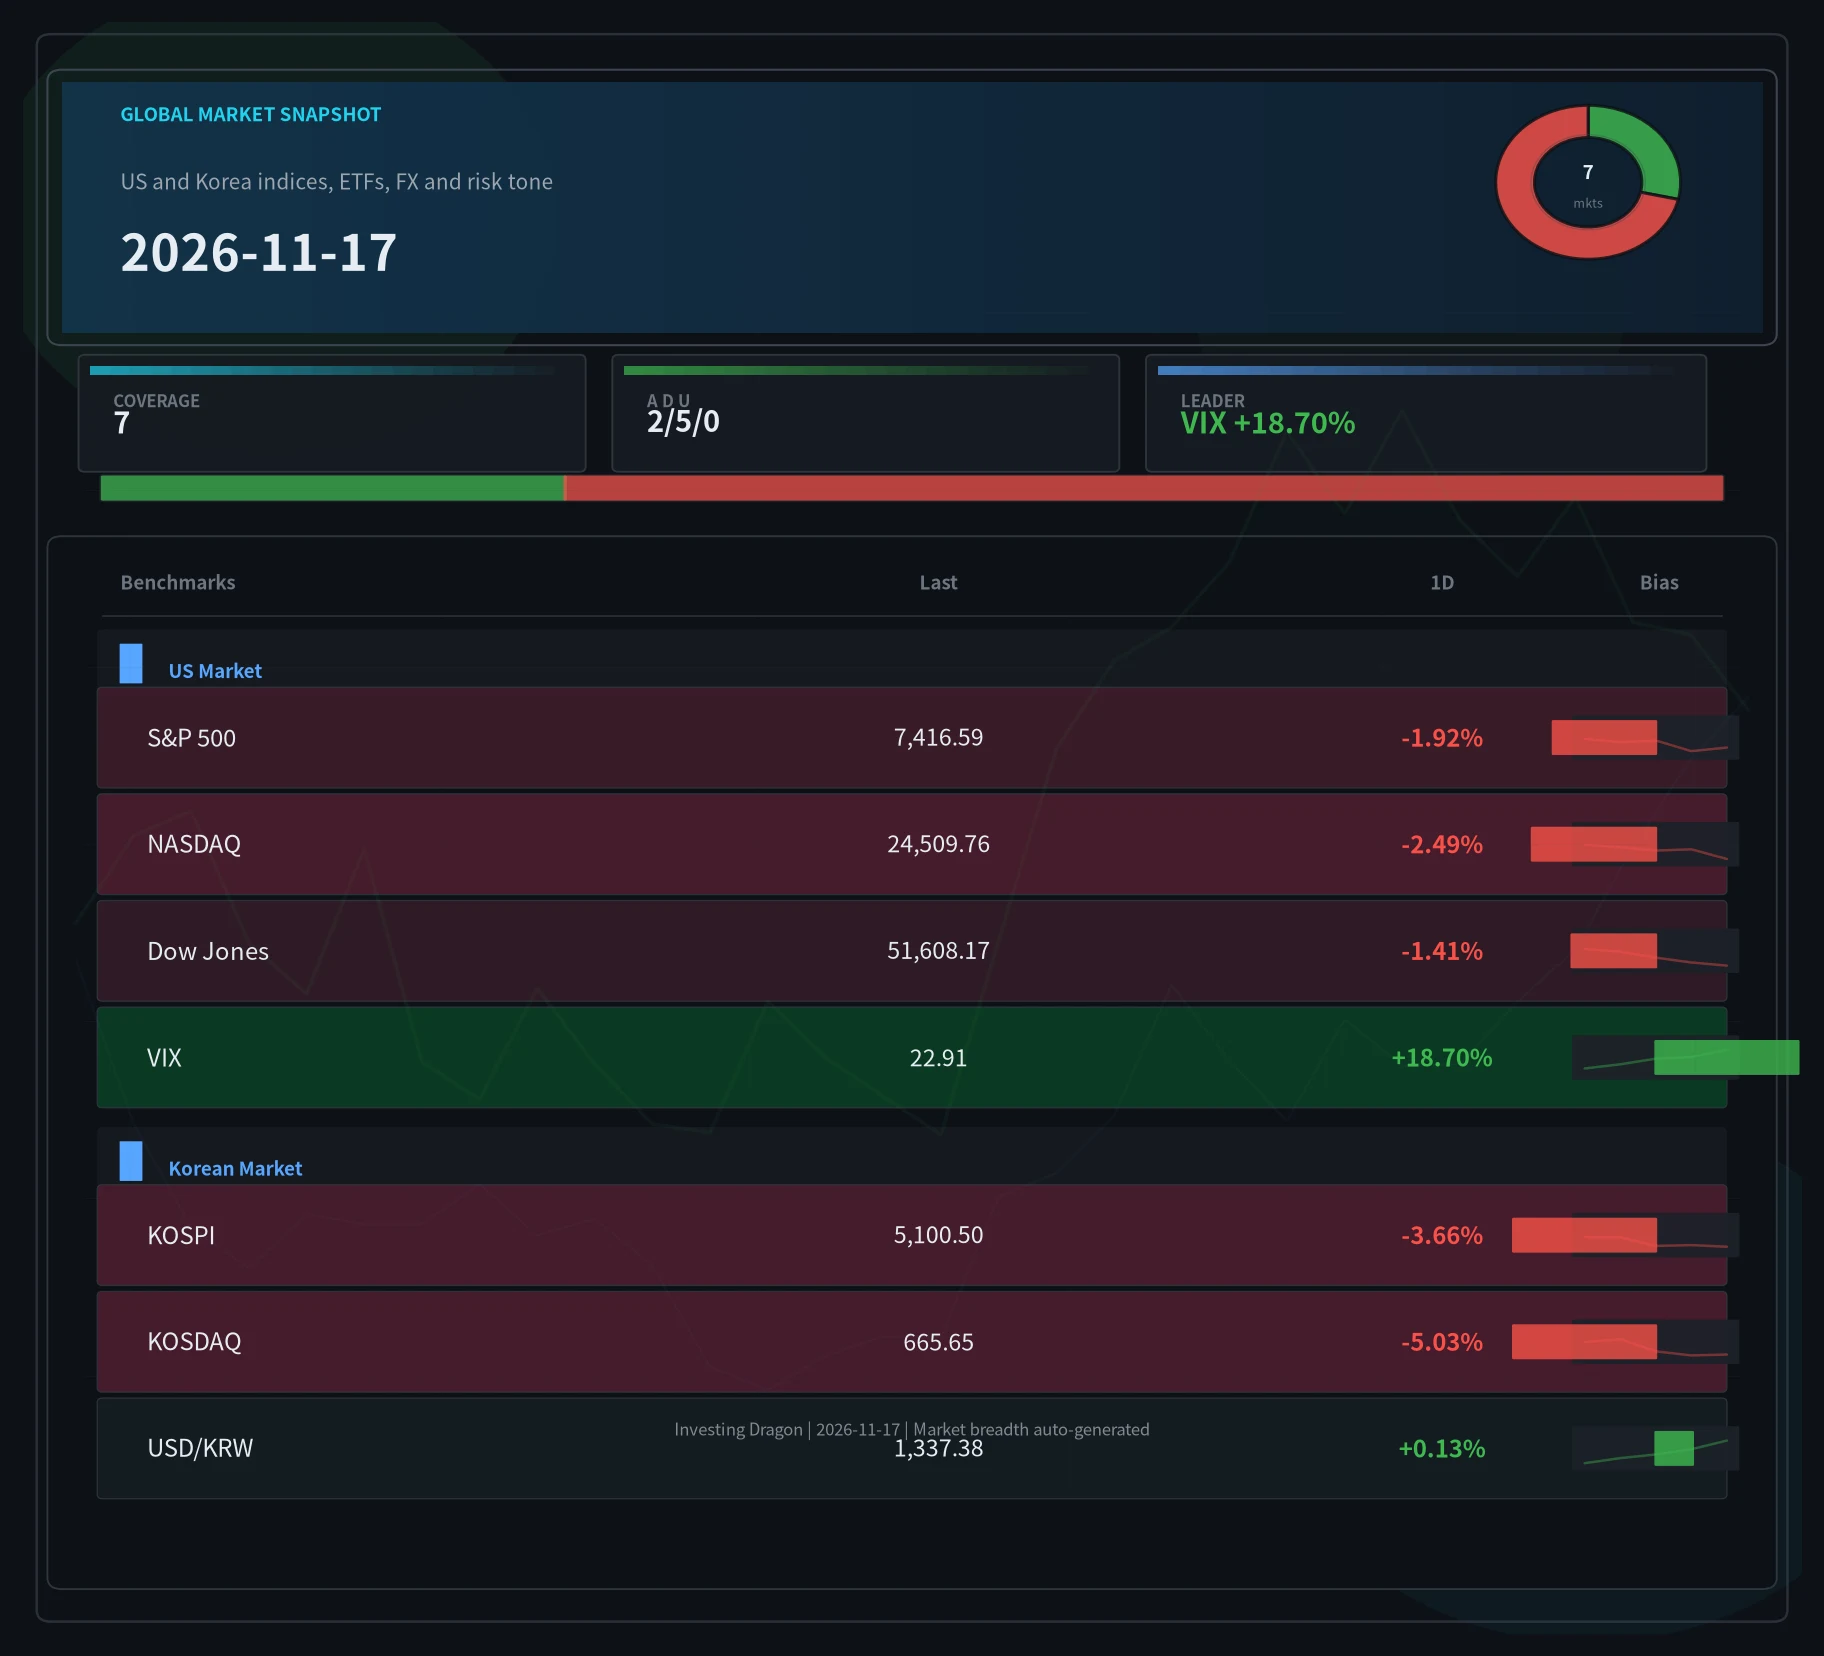 GLOBAL MARKET SNAPSHOT
US and Korea indices, ETFs, FX and risk tone
2026-11-17
7
mkts
COVERAGE
7
A D U
2/5/0
LEADER
VIX +18.70%
Benchmarks Last 1D Bias
US Market
S&P 500 7,416.59 -1.92%
NASDAQ 24,509.76 -2.49%
Dow Jones 51,608.17 -1.41%
VIX 22.91 +18.70%
Korean Market
KOSPI 5,100.50 -3.66%
KOSDAQ 665.65 -5.03%
Investing Dragon | 2026-11-17 | Market breadth auto-generated
USD/KRW 1,337.38 +0.13%